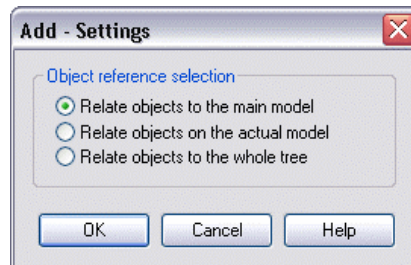 Add - Settings
Object reference selection
Relate objects to the main model
Relate objects on the actual model
Relate objects to the whole tree
OK Cancel Help